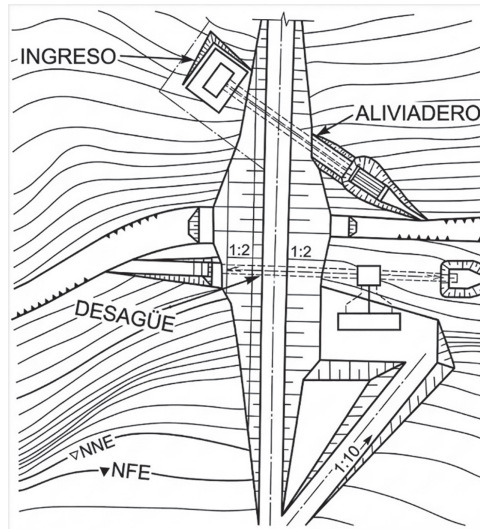 INGRESO
ALIVIADERO
1:2
1:2
DESAGÜE
▽NNE
▼NFE
1:10